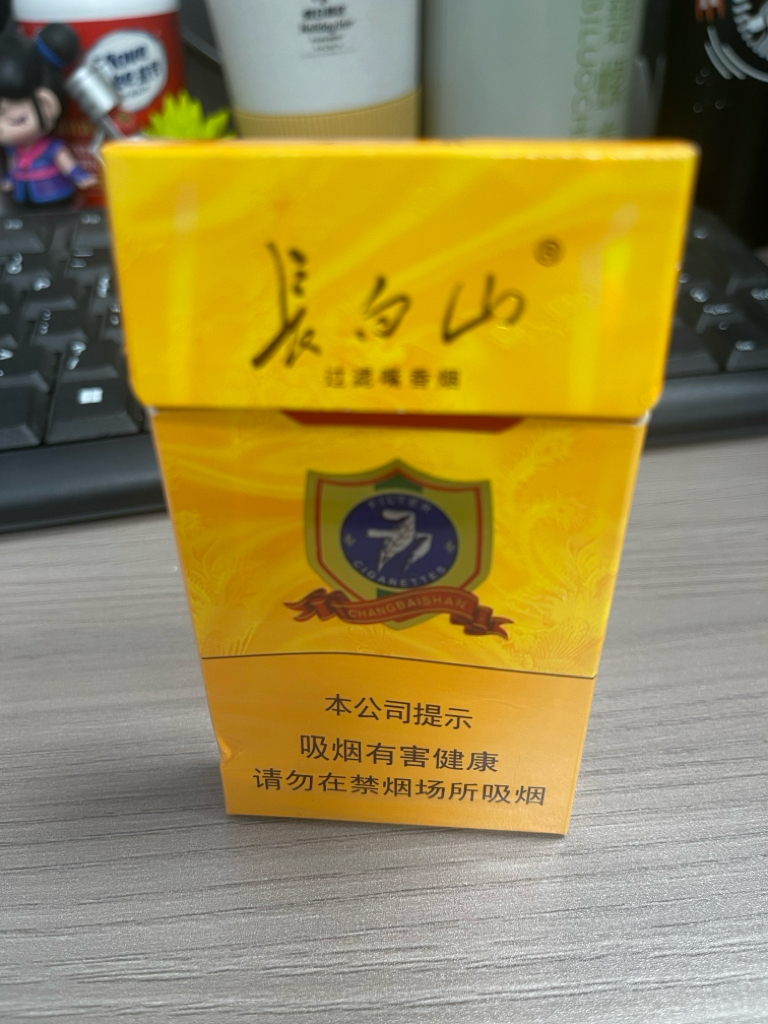 長白山®
过滤嘴香烟
FILTER
CIGARETTES
CHANGBAISHAN
本公司提示
吸烟有害健康
请勿在禁烟场所吸烟